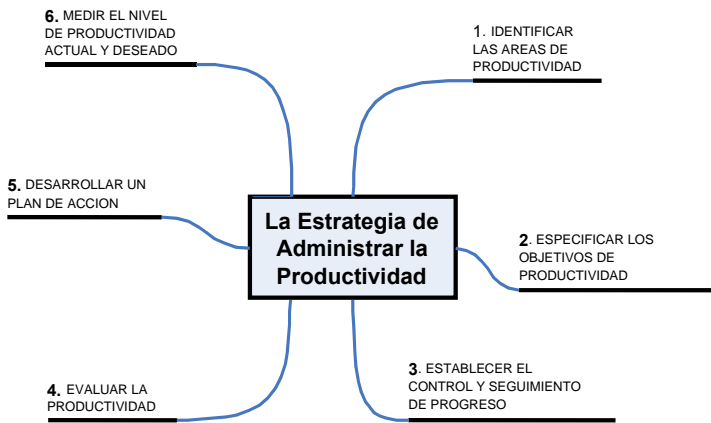 6. MEDIR EL NIVEL
DE PRODUCTIVIDAD
ACTUAL Y DESEADO
1. IDENTIFICAR
LAS AREAS DE
PRODUCTIVIDAD
5. DESARROLLAR UN
PLAN DE ACCION
La Estrategia de
Administrar la
Productividad
2. ESPECIFICAR LOS
OBJETIVOS DE
PRODUCTIVIDAD
4. EVALUAR LA
PRODUCTIVIDAD
3. ESTABLECER EL
CONTROL Y SEGUIMIENTO
DE PROGRESO